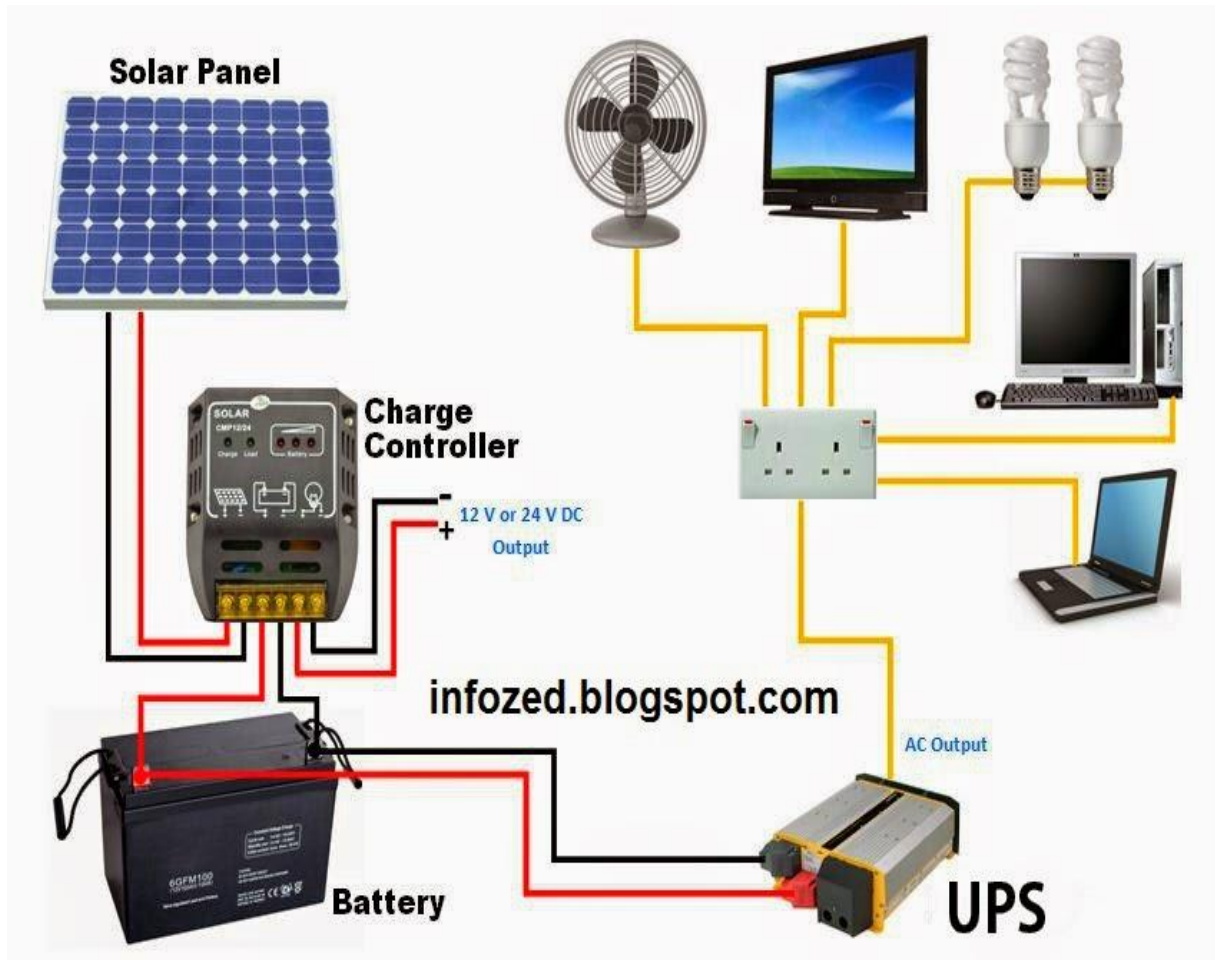 Solar Panel
SOLAR
CMP12/24
Charge Load Battery
Charge
Controller
-
+
12 V or 24 V DC
Output
infozed.blogspot.com
AC Output
6GFM100
Battery
UPS